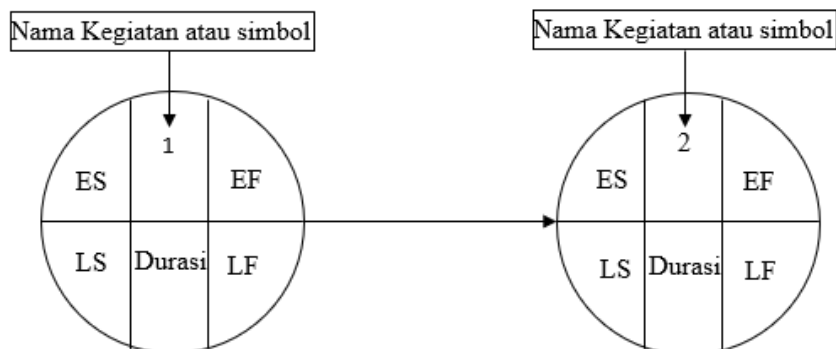 Nama Kegiatan atau simbol
Nama Kegiatan atau simbol
1
2
ES
EF
ES
EF
LS
Durasi
LF
LS
Durasi
LF